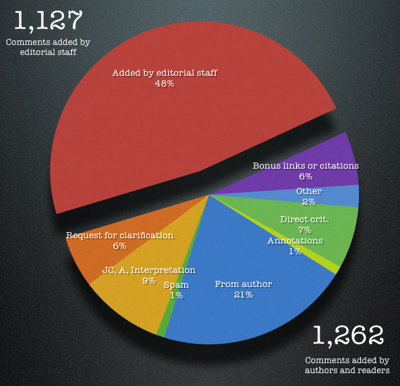 1,127
Comments added by
editorial staff
Added by editorial staff
48%
Bonus links or citations
6%
Other
2%
Direct crit.
7%
Annotations
1%
Request for clarification
6%
JC, A, Interpretation
9%
Spam
1%
From author
21%
1,262
Comments added by
authors and readers